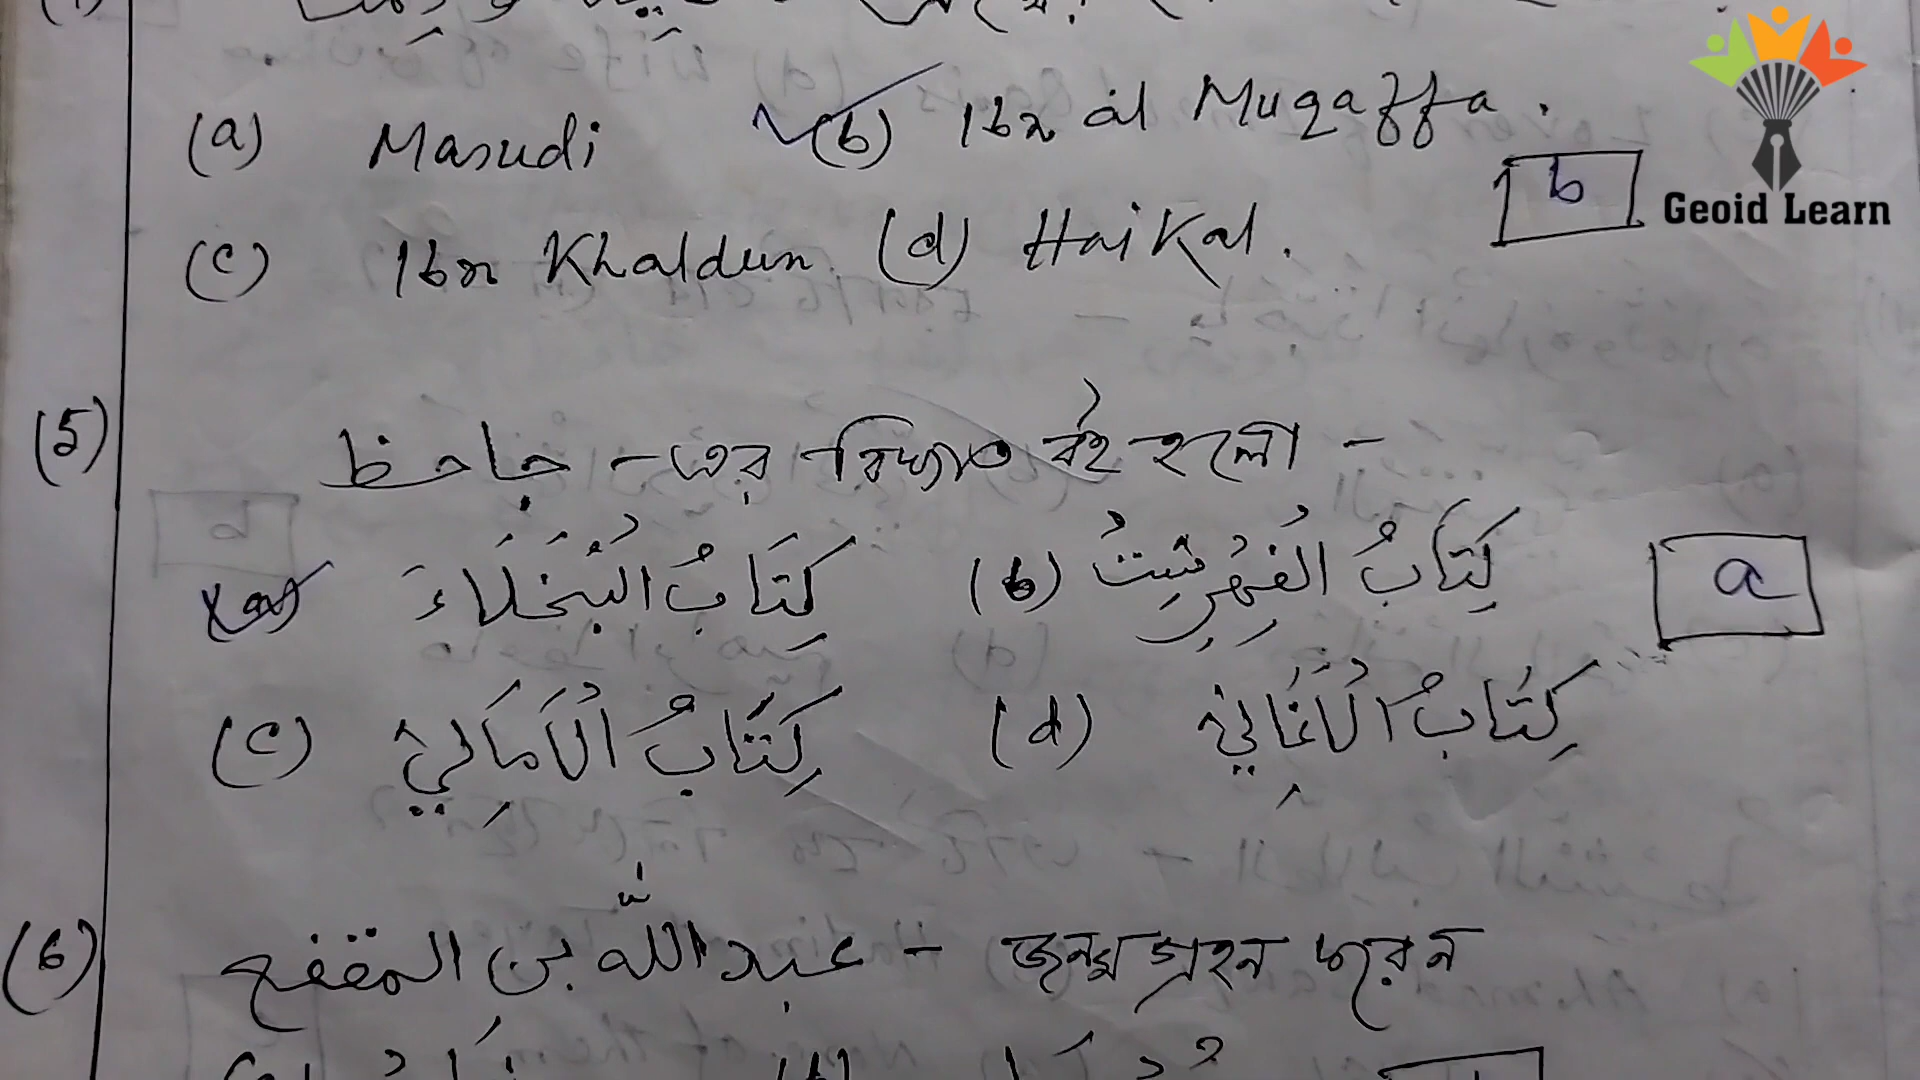 (a) Masudi (b) Ibn al Muqaffa.
b
Geoid Learn
(c) Ibn Khaldun. (d) Haikal.
(5) جاحظ - এর বিখ্যাত বই হলো -
(a) كِتَابُ الْبُخَلَاءَ (b) كِتَابُ الْفِهْرِسْتُ
a
(c) كِتَابُ الْأَمَالِيْ (d) كِتَابُ الْأَغَانِيْ
(6) عبد الله بن المقفع - জন্মগ্রহন করেন